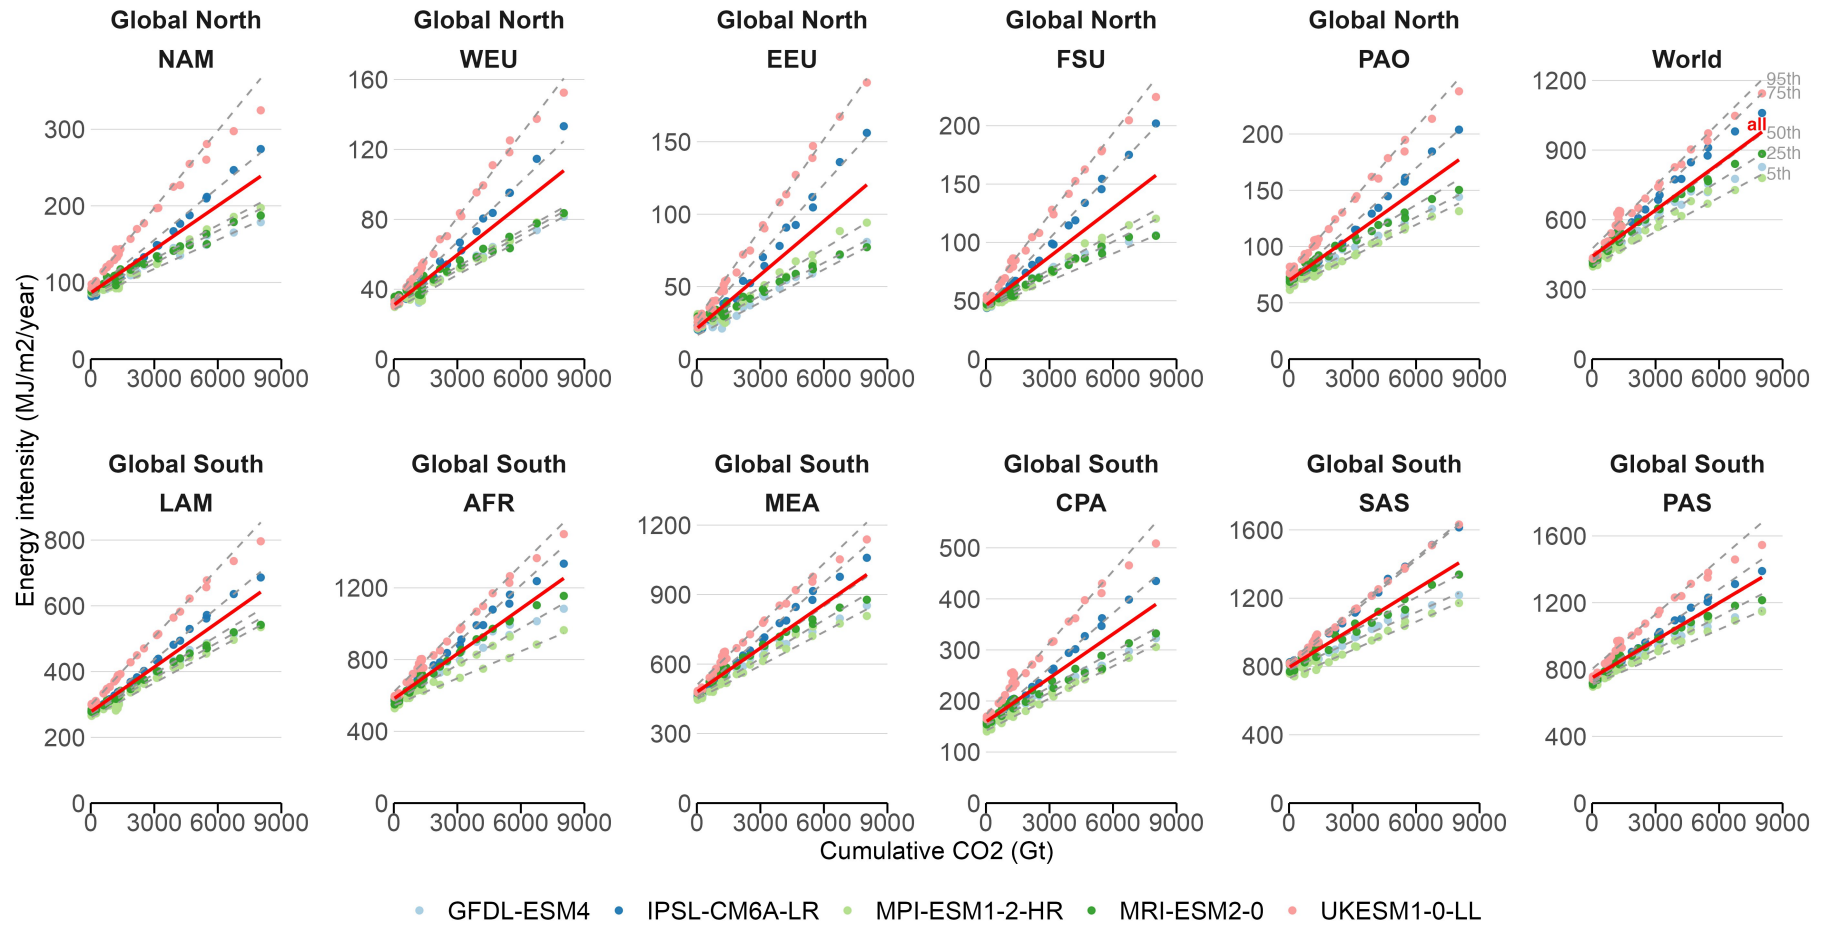 Global North Global North Global North Global North Global North
NAM WEU EEU FSU PAO World
Energy intensity (MJ/m2/year)
300
200
100
0
0 3000 6000 9000
160
120
80
40
0
0 3000 6000 9000
150
100
50
0
0 3000 6000 9000
200
150
100
50
0
0 3000 6000 9000
200
150
100
50
0
0 3000 6000 9000
1200
900
600
300
0
0 3000 6000 9000
95th
75th
all
50th
25th
5th
Global South Global South Global South Global South Global South Global South
LAM AFR MEA CPA SAS PAS
800
600
400
200
0
0 3000 6000 9000
1200
800
400
0
0 3000 6000 9000
1200
900
600
300
0
0 3000 6000 9000
500
400
300
200
100
0
0 3000 6000 9000
1600
1200
800
400
0
0 3000 6000 9000
1600
1200
800
400
0
0 3000 6000 9000
Cumulative CO2 (Gt)
GFDL-ESM4 IPSL-CM6A-LR MPI-ESM1-2-HR MRI-ESM2-0 UKESM1-0-LL